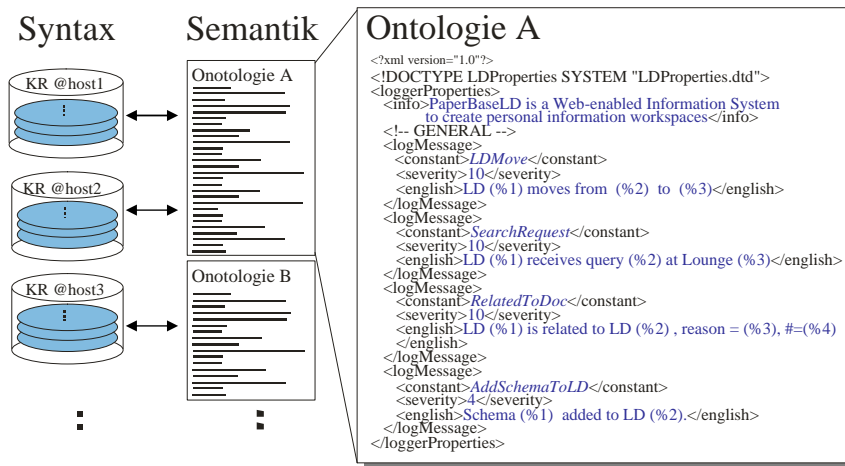 Syntax
Semantik
Ontologie A
KR @host1
KR @host2
KR @host3
Onotologie A
Onotologie B
<?xml version="1.0"?>
<!DOCTYPE LDProperties SYSTEM "LDProperties.dtd">
<loggerProperties>
<info>PaperBaseLD is a Web-enabled Information System
to create personal information workspaces</info>
<!-- GENERAL -->
<logMessage>
<constant>LDMove</constant>
<severity>10</severity>
<english>LD (%1) moves from (%2) to (%3)</english>
</logMessage>
<logMessage>
<constant>SearchRequest</constant>
<severity>10</severity>
<english>LD (%1) receives query (%2) at Lounge (%3)</english>
</logMessage>
<logMessage>
<constant>RelatedToDoc</constant>
<severity>10</severity>
<english>LD (%1) is related to LD (%2) , reason = (%3), #=(%4)
</english>
</logMessage>
<logMessage>
<constant>AddSchemaToLD</constant>
<severity>4</severity>
<english>Schema (%1) added to LD (%2).</english>
</logMessage>
</loggerProperties>